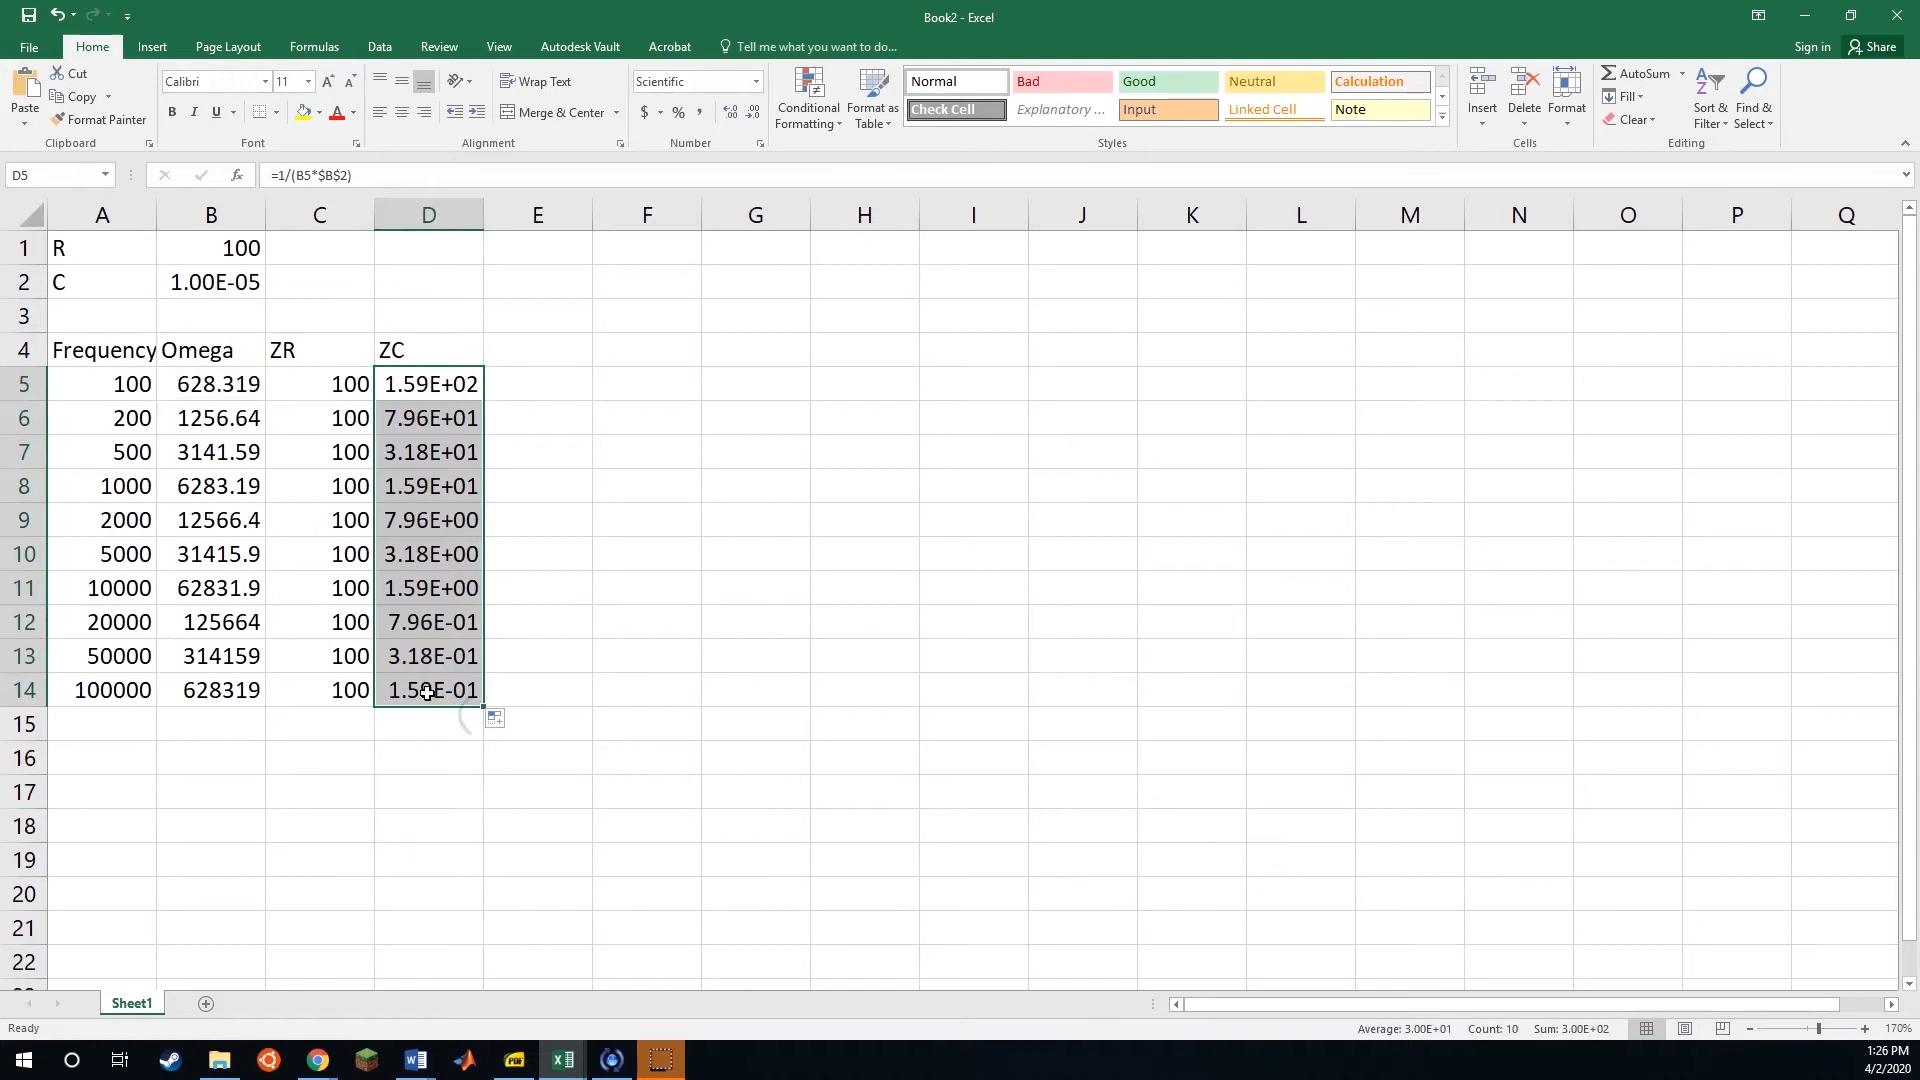 Book2 - Excel
File Home Insert Page Layout Formulas Data Review View Autodesk Vault Acrobat Tell me what you want to do... Sign in Share
Paste
Cut
Copy
Format Painter
Clipboard
Calibri 11
B I U
Font
Wrap Text
Merge & Center
Alignment
Scientific
$ %
Number
Conditional Formatting
Format as Table
Normal Bad Good Neutral Calculation
Check Cell Explanatory ... Input Linked Cell Note
Styles
Insert Delete Format
Cells
AutoSum
Fill
Clear
Sort & Filter
Find & Select
Editing
D5 fx =1/(B5*$B$2)
A B C D E F G H I J K L M N O P Q
1 R 100
2 C 1.00E-05
3
4 Frequency Omega ZR ZC
5 100 628.319 100 1.59E+02
6 200 1256.64 100 7.96E+01
7 500 3141.59 100 3.18E+01
8 1000 6283.19 100 1.59E+01
9 2000 12566.4 100 7.96E+00
10 5000 31415.9 100 3.18E+00
11 10000 62831.9 100 1.59E+00
12 20000 125664 100 7.96E-01
13 50000 314159 100 3.18E-01
14 100000 628319 100 1.59E-01
15
16
17
18
19
20
21
22
Sheet1
Ready Average: 3.00E+01 Count: 10 Sum: 3.00E+02 170%
1:26 PM
4/2/2020